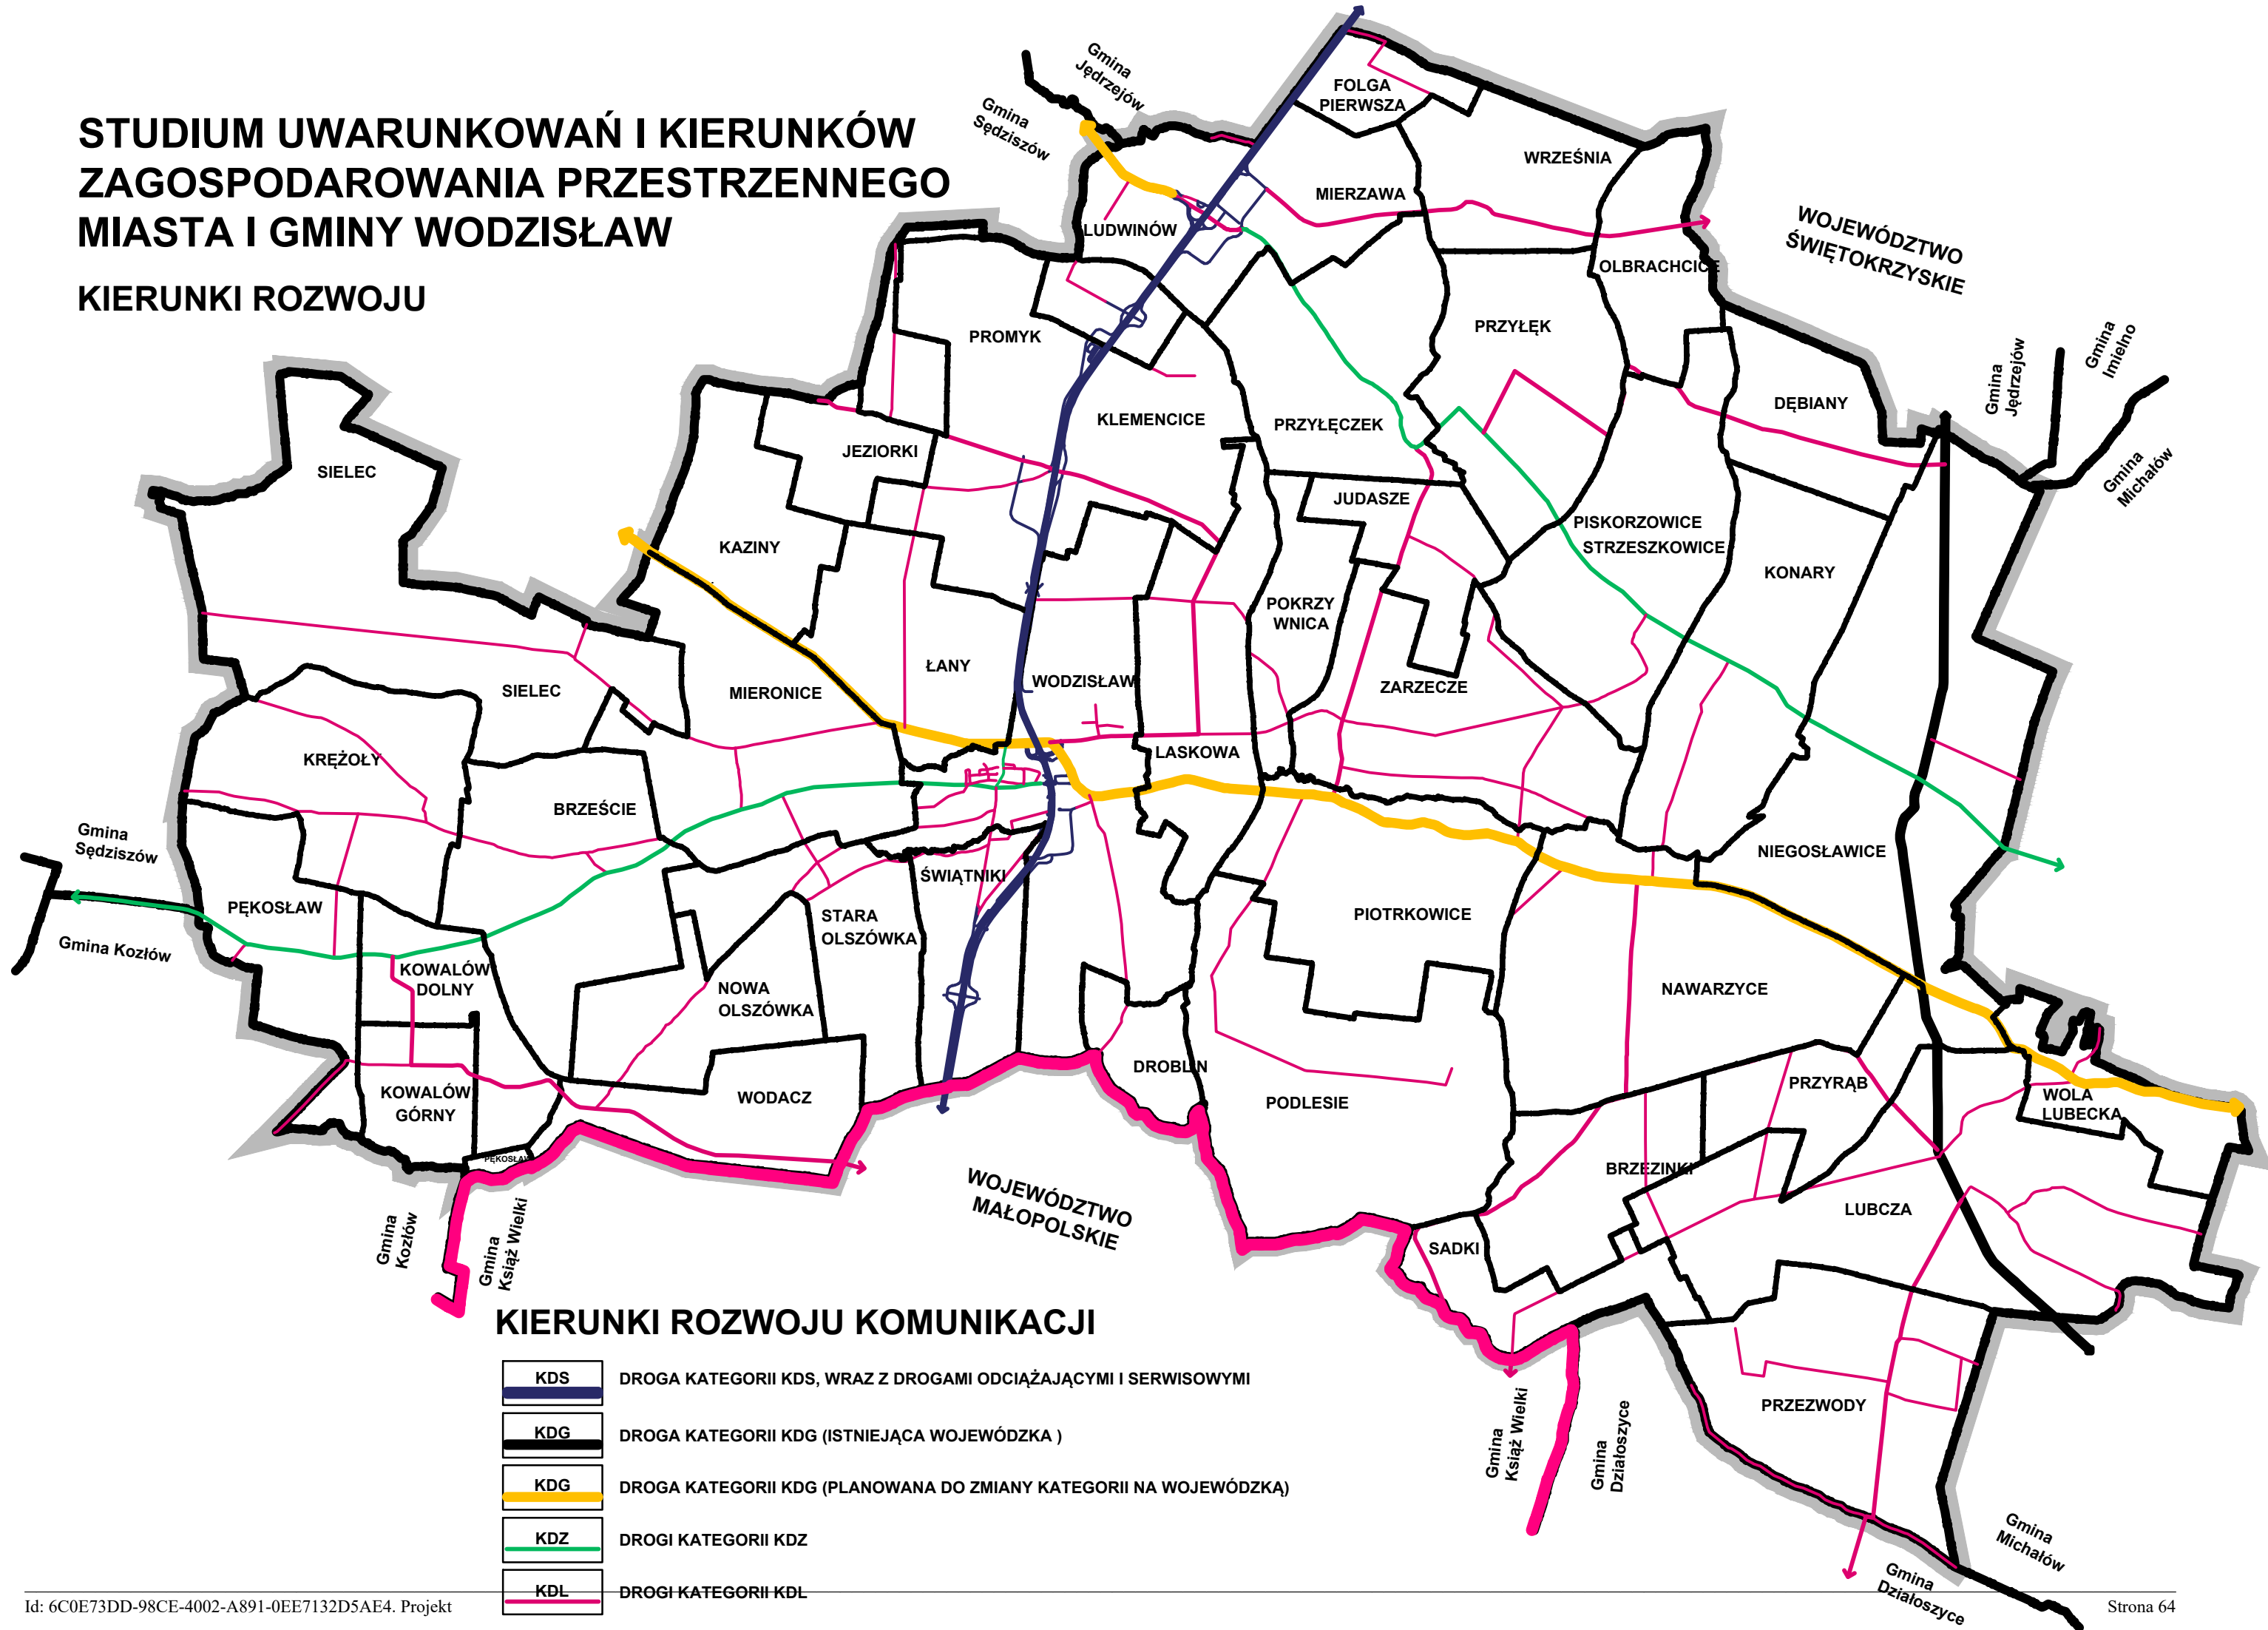 STUDIUM UWARUNKOWAŃ I KIERUNKÓW
ZAGOSPODAROWANIA PRZESTRZENNEGO
MIASTA I GMINY WODZISŁAW
KIERUNKI ROZWOJU
Gmina
Jędrzejów
Gmina
Sędziszów
FOLGA
PIERWSZA
WRZEŚNIA
MIERZAWA
LUDWINÓW
WOJEWÓDZTWO
ŚWIĘTOKRZYSKIE
OLBRACHCICE
PROMYK
PRZYŁĘK
Gmina
Jędrzejów
Gmina
Imielno
Gmina
Michałów
DĘBIANY
KLEMENCICE
PRZYŁĘCZEK
JEZIORKI
SIELEC
JUDASZE
PISKORZOWICE
STRZESZKOWICE
KAZINY
KONARY
POKRZY
WNICA
ŁANY
WODZISŁAW
SIELEC
MIERONICE
ZARZECZE
KRĘŻOŁY
LASKOWA
BRZEŚCIE
Gmina
Sędziszów
NIEGOSŁAWICE
ŚWIĄTNIKI
PĘKOSŁAW
STARA
OLSZÓWKA
PIOTRKOWICE
Gmina Kozłów
KOWALÓW
DOLNY
NOWA
OLSZÓWKA
NAWARZYCE
DROBLIN
PRZYRĄB
KOWALÓW
GÓRNY
WODACZ
PODLESIE
WOLA
LUBECKA
PĘKOSŁAW
BRZEZINKI
WOJEWÓDZTWO
MAŁOPOLSKIE
LUBCZA
SADKI
Gmina
Kozłów
Gmina
Książ Wielki
PRZEZWODY
Gmina
Książ Wielki
Gmina
Działoszyce
Gmina
Michałów
Gmina
Działoszyce
KIERUNKI ROZWOJU KOMUNIKACJI
KDS DROGA KATEGORII KDS, WRAZ Z DROGAMI ODCIĄŻAJĄCYMI I SERWISOWYMI
KDG DROGA KATEGORII KDG (ISTNIEJĄCA WOJEWÓDZKA )
KDG DROGA KATEGORII KDG (PLANOWANA DO ZMIANY KATEGORII NA WOJEWÓDZKĄ)
KDZ DROGI KATEGORII KDZ
KDL DROGI KATEGORII KDL
Id: 6C0E73DD-98CE-4002-A891-0EE7132D5AE4. Projekt
Strona 64